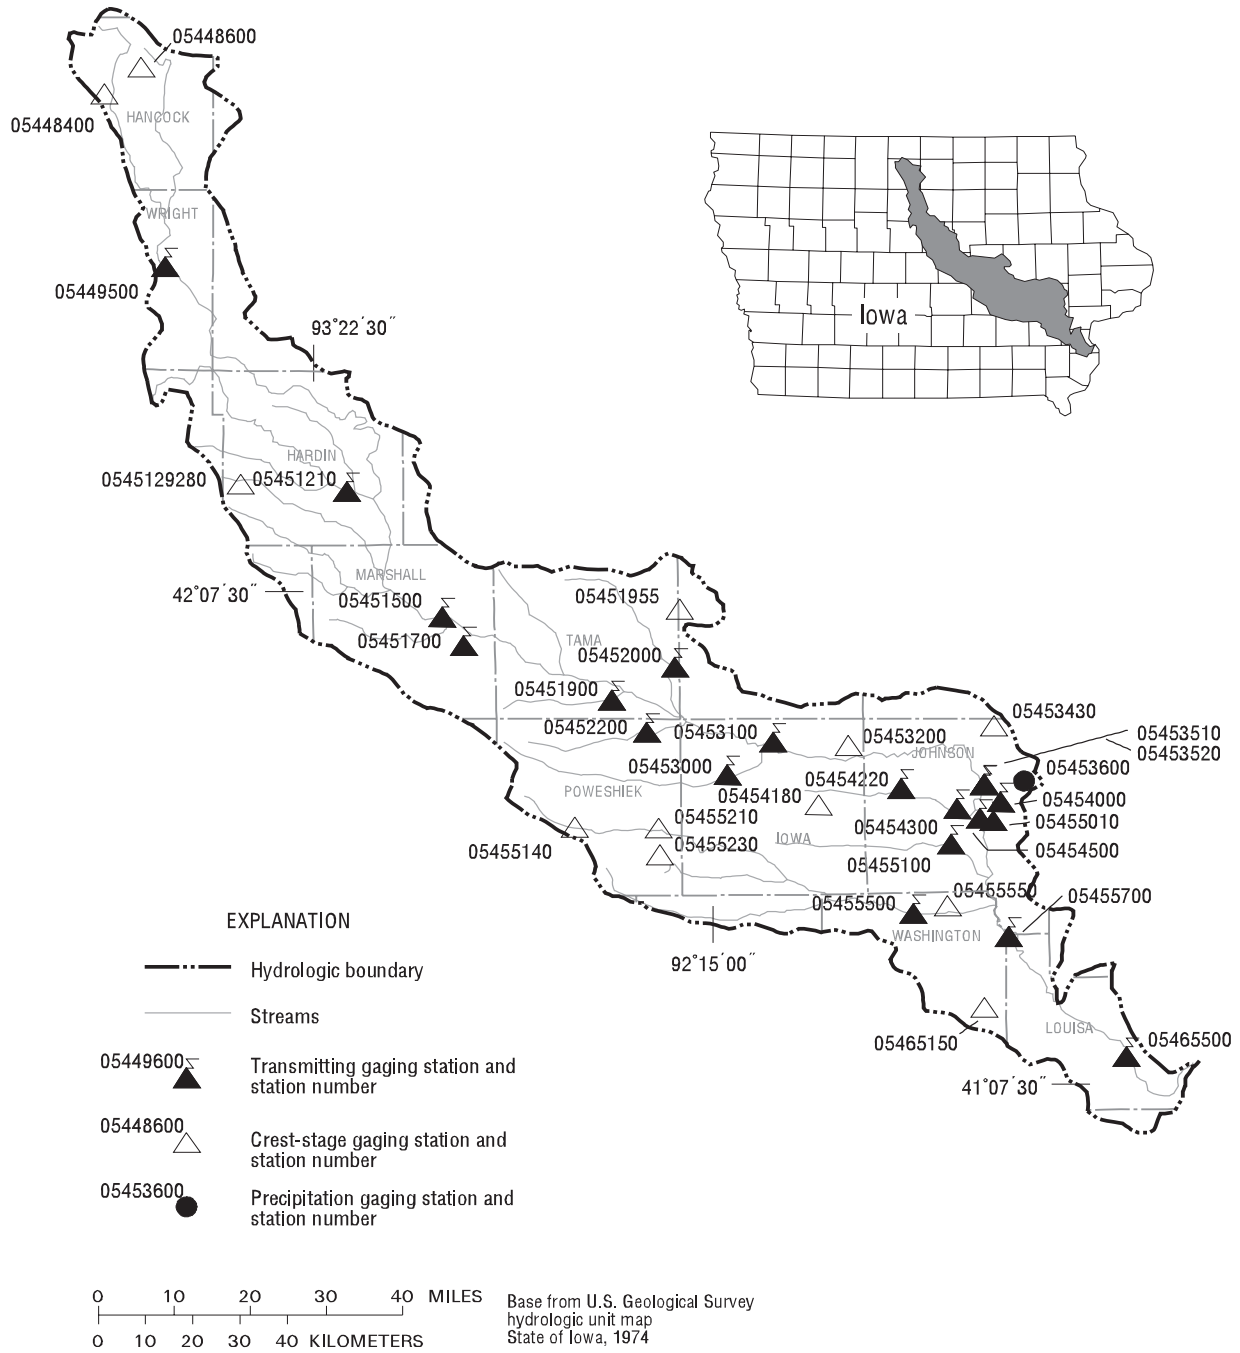 05448600
05448400
HANCOCK
WRIGHT
05449500
93°22´30˝
Iowa
HARDIN
0545129280
05451210
MARSHALL
42°07´30˝
05451500
05451700
05451955
TAMA
05452000
05451900
05452200
05453100
05453200
05453430
JOHNSON
05453510
05453520
05453000
05454220
05453600
POWESHIEK
05454180
05454000
05455210
05454300
05455010
IOWA
05455230
05455140
05455100
05454500
05455500
05455550
05455700
WASHINGTON
92°15´00˝
LOUISA
05465150
05465500
41°07´30˝
EXPLANATION
Hydrologic boundary
Streams
05449600
Transmitting gaging station and
station number
05448600
Crest-stage gaging station and
station number
05453600
Precipitation gaging station and
station number
0 10 20 30 40 MILES
0 10 20 30 40 KILOMETERS
Base from U.S. Geological Survey
hydrologic unit map
State of Iowa, 1974